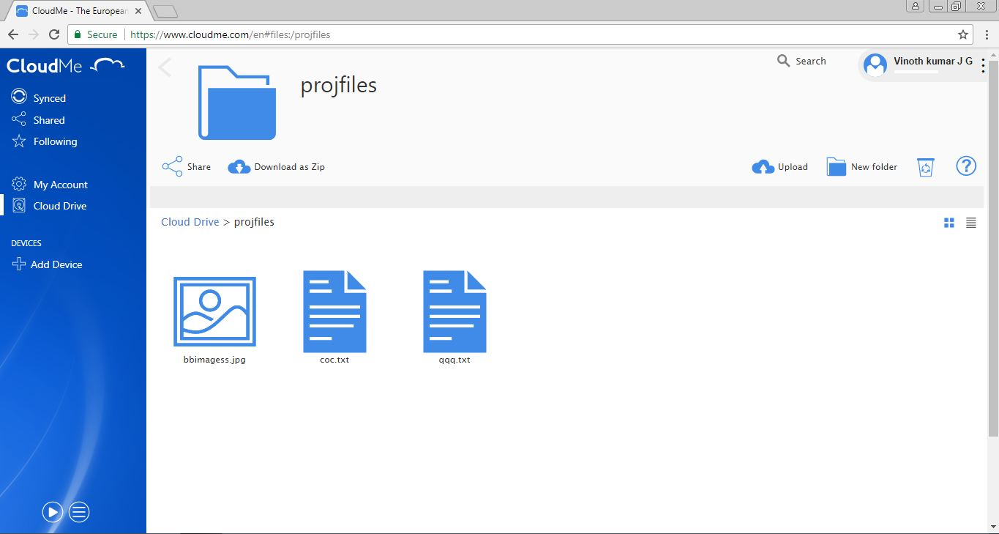 CloudMe - The European
Secure
https://www.cloudme.com/en#files:/projfiles
CloudMe
Synced
Shared
Following
My Account
Cloud Drive
DEVICES
Add Device
projfiles
Search
Vinoth kumar J G
Share
Download as Zip
Upload
New folder
?
Cloud Drive > projfiles
bbimagess.jpg
coc.txt
qqq.txt